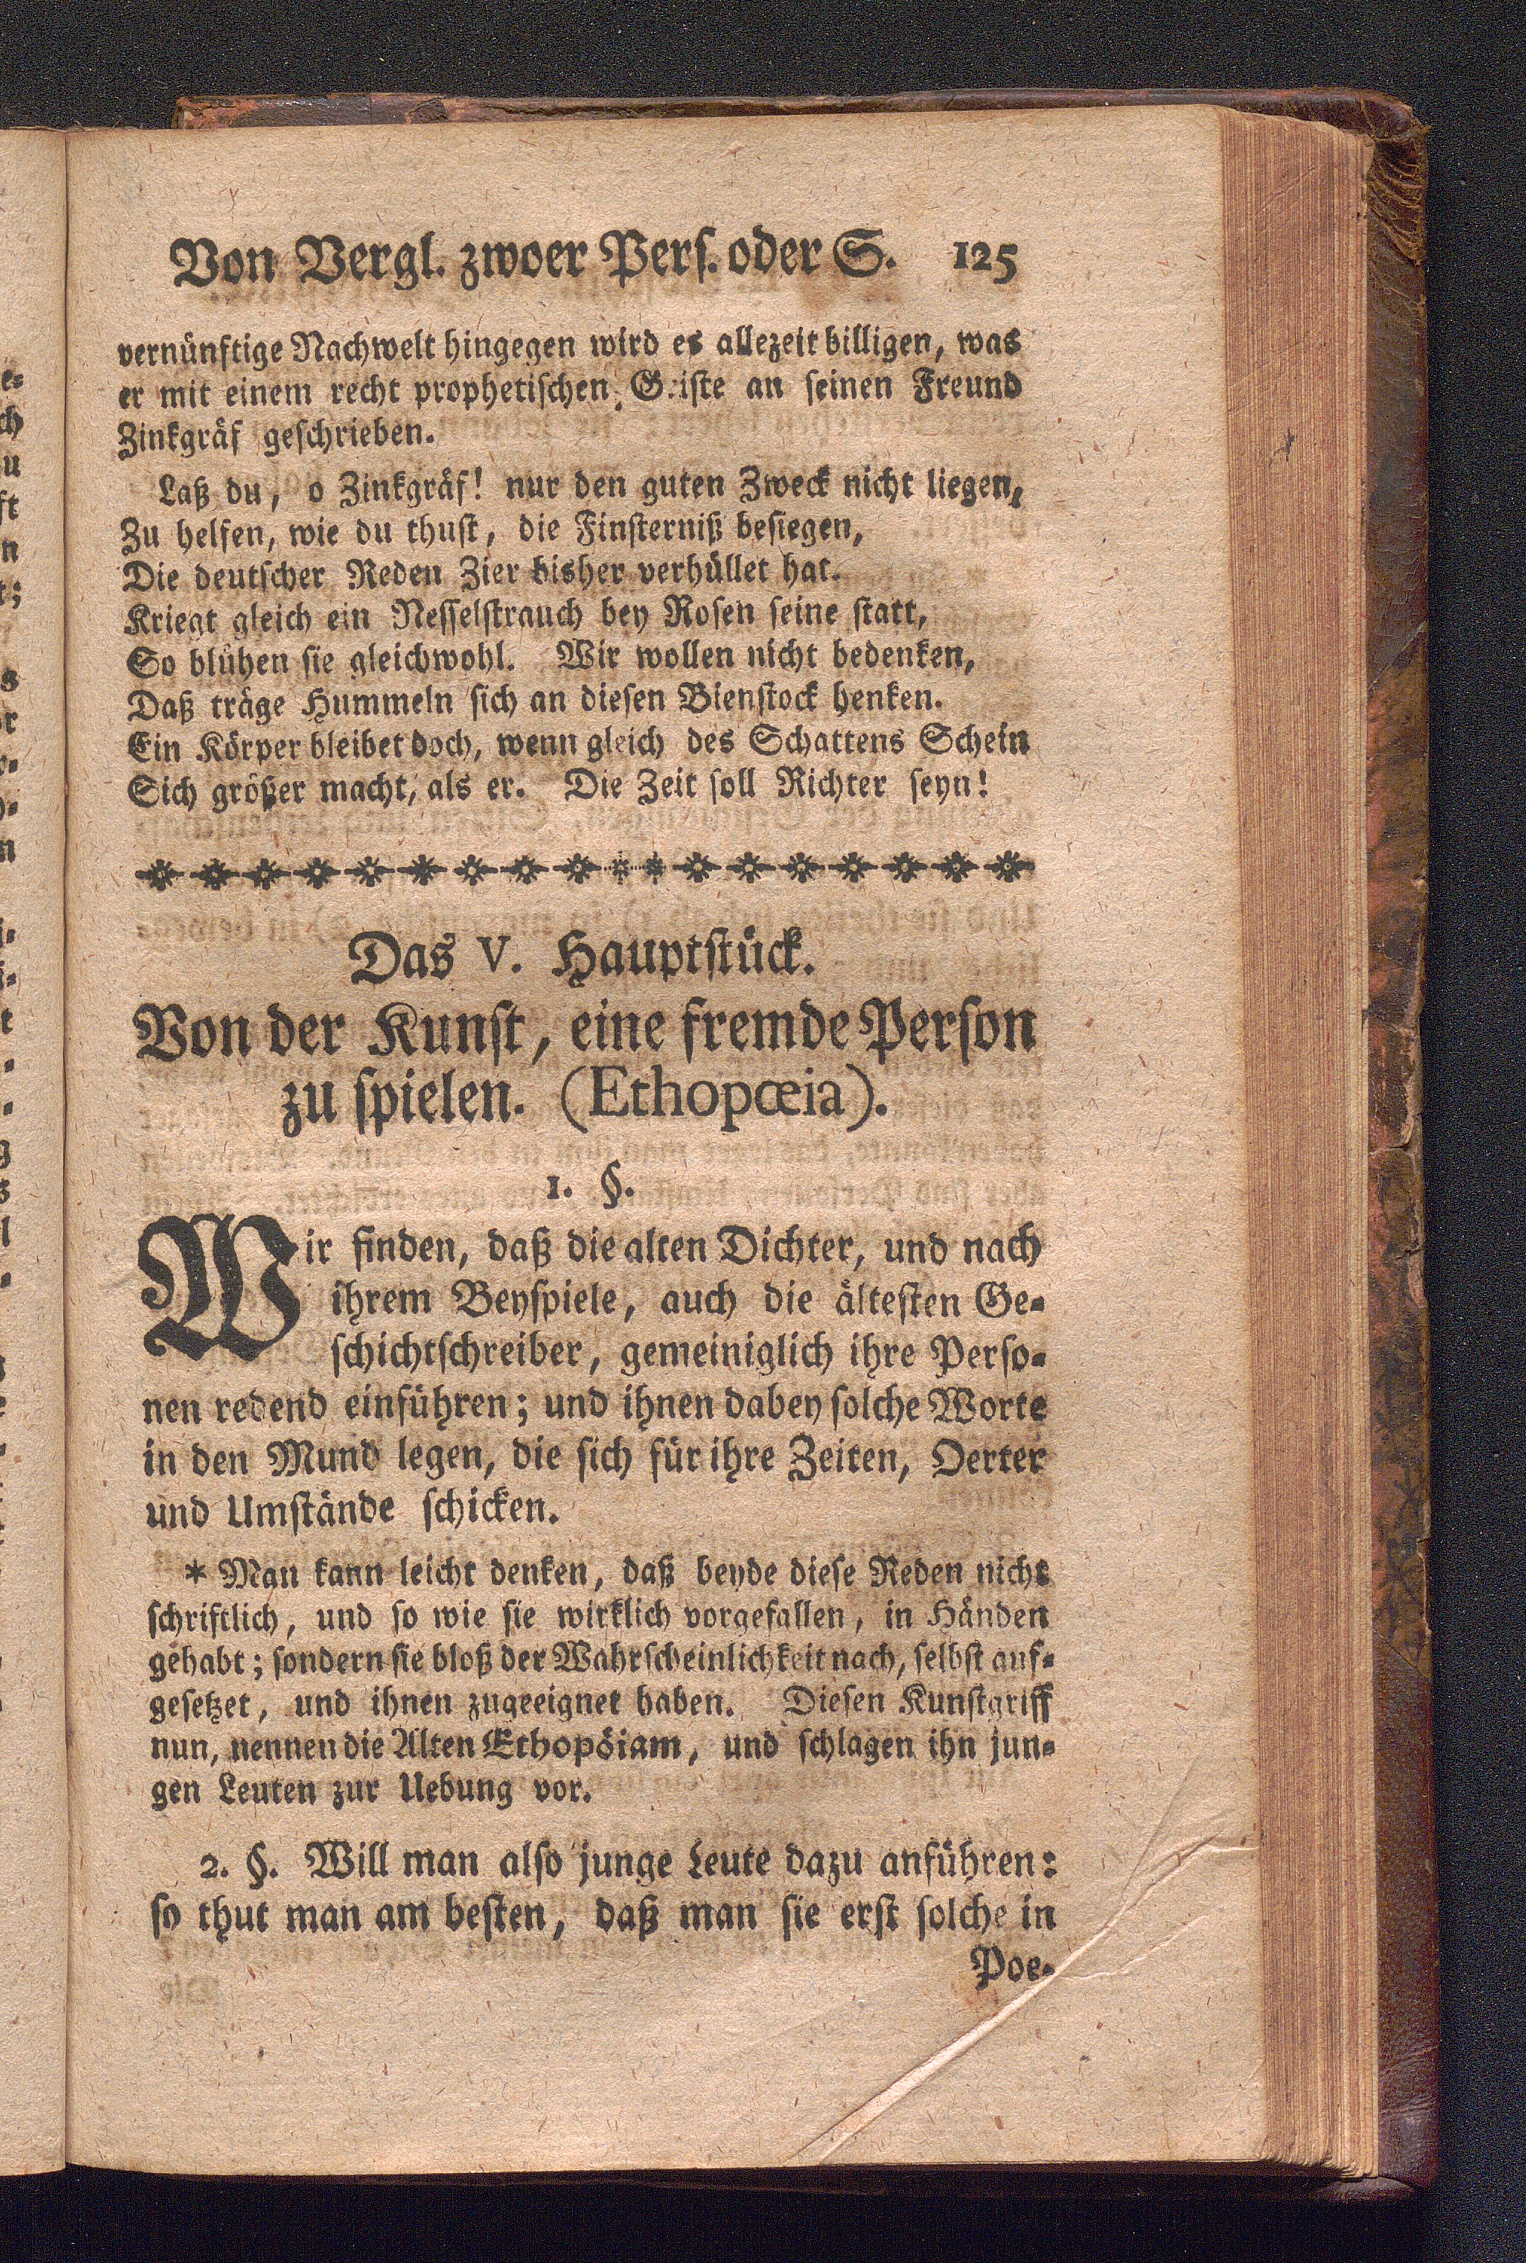 Von Vergl. zwoer Pers. oder S. 125
vernünftige Nachwelt hingegen wird es allezeit billigen, was
er mit einem recht prophetischen Geiste an seinen Freund
Zinkgräf geschrieben.
Laß du, o Zinkgräf! nur den guten Zweck nicht liegen,
Zu helfen, wie du thust, die Finsterniß besiegen,
Die deutscher Reden Zier bisher verhüllet hat.
Kriegt gleich ein Nesselstrauch bey Rosen seine statt,
So blühen sie gleichwohl. Wir wollen nicht bedenken,
Daß träge Hummeln sich an diesen Bienstock henken.
Ein Körper bleibet doch, wenn gleich des Schattens Schein
Sich größer macht, als er. Die Zeit soll Richter seyn!
Das V. Hauptstück.
Von der Kunst, eine fremde Person
zu spielen. (Ethopœia).
1. §.
Wir finden, daß die alten Dichter, und nach
ihrem Beyspiele, auch die ältesten Ge-
schichtschreiber, gemeiniglich ihre Perso-
nen redend einführen; und ihnen dabey solche Worte
in den Mund legen, die sich für ihre Zeiten, Oerter
und Umstände schicken.
* Man kann leicht denken, daß beyde diese Reden nicht
schriftlich, und so wie sie wirklich vorgefallen, in Händen
gehabt; sondern sie bloß der Wahrscheinlichkeit nach, selbst auf-
gesetzet, und ihnen zugeeignet haben. Diesen Kunstgriff
nun, nennen die Alten Ethopöiam, und schlagen ihn jun-
gen Leuten zur Uebung vor.
2. §. Will man also junge Leute dazu anführen:
so thut man am besten, daß man sie erst solche in
Poe-